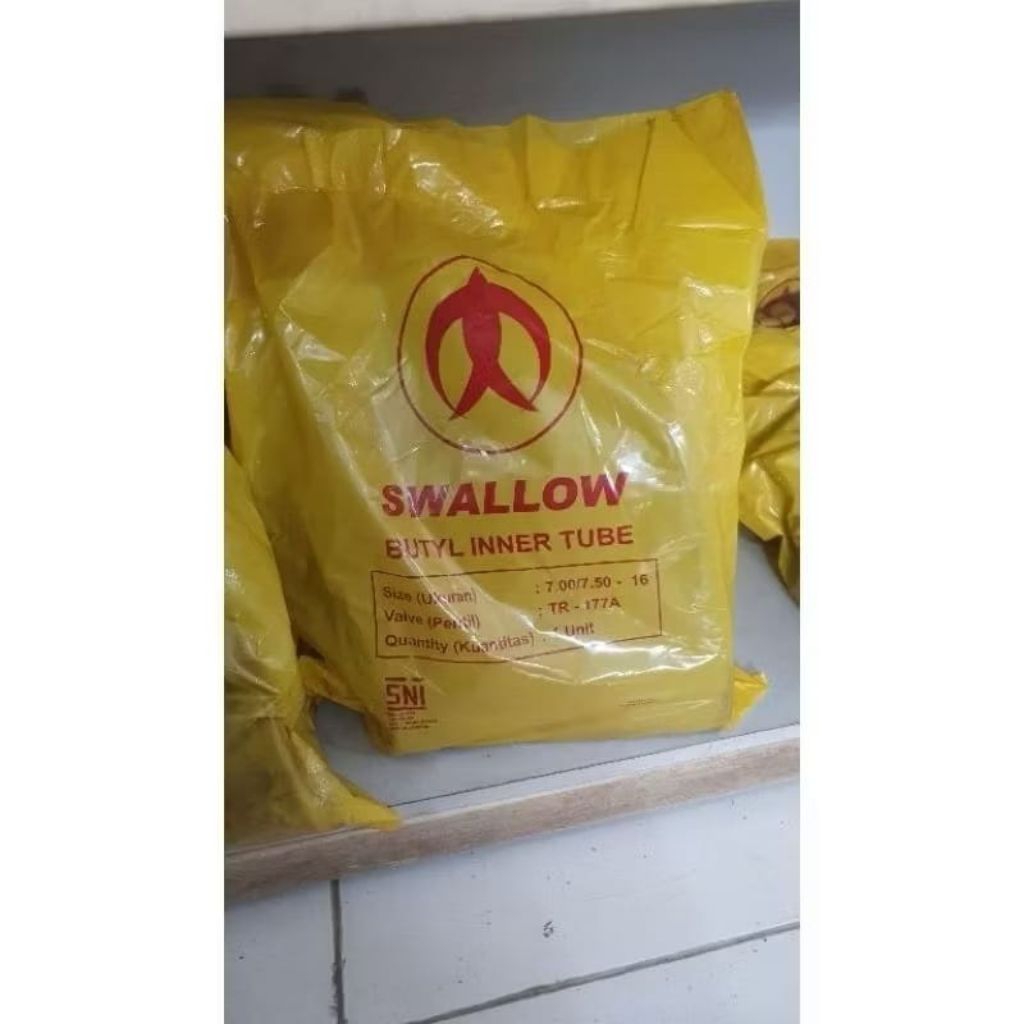 SWALLOW
BUTYL INNER TUBE
Size (Ukuran) : 7.00/7.50 - 16
Valve (Pentil) : TR - 177A
Quantity (Kuantitas) : 1 Unit
SNI